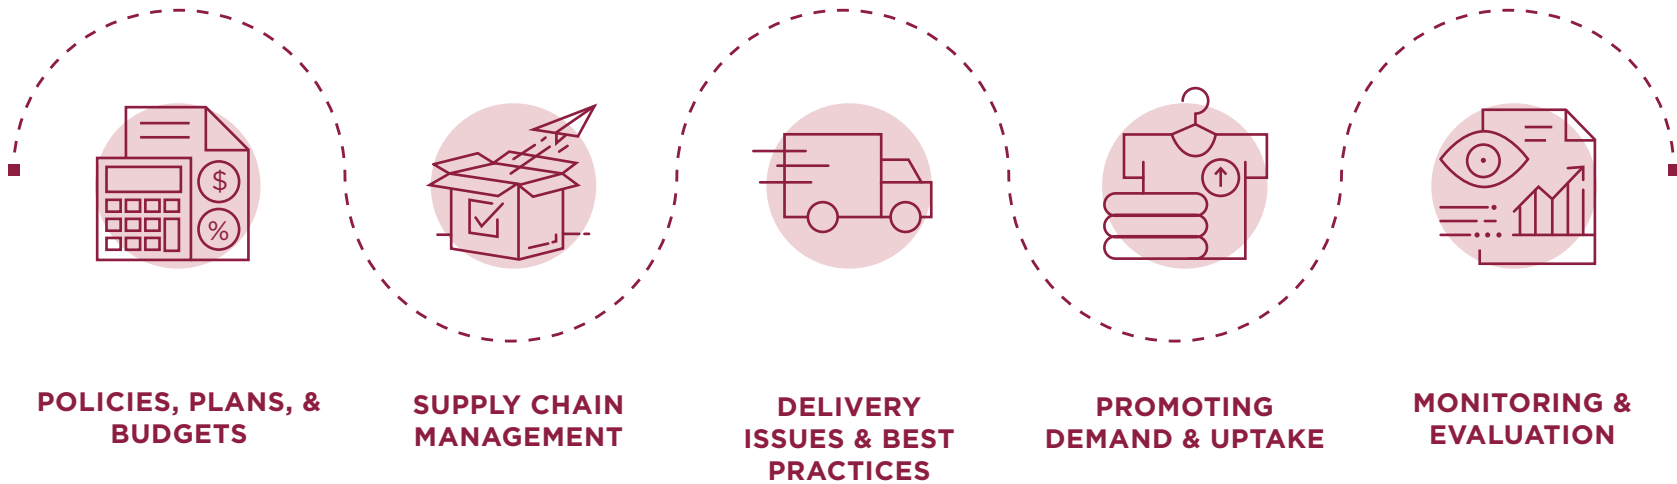 $
%
POLICIES, PLANS, &
BUDGETS
SUPPLY CHAIN
MANAGEMENT
DELIVERY
ISSUES & BEST
PRACTICES
PROMOTING
DEMAND & UPTAKE
MONITORING &
EVALUATION